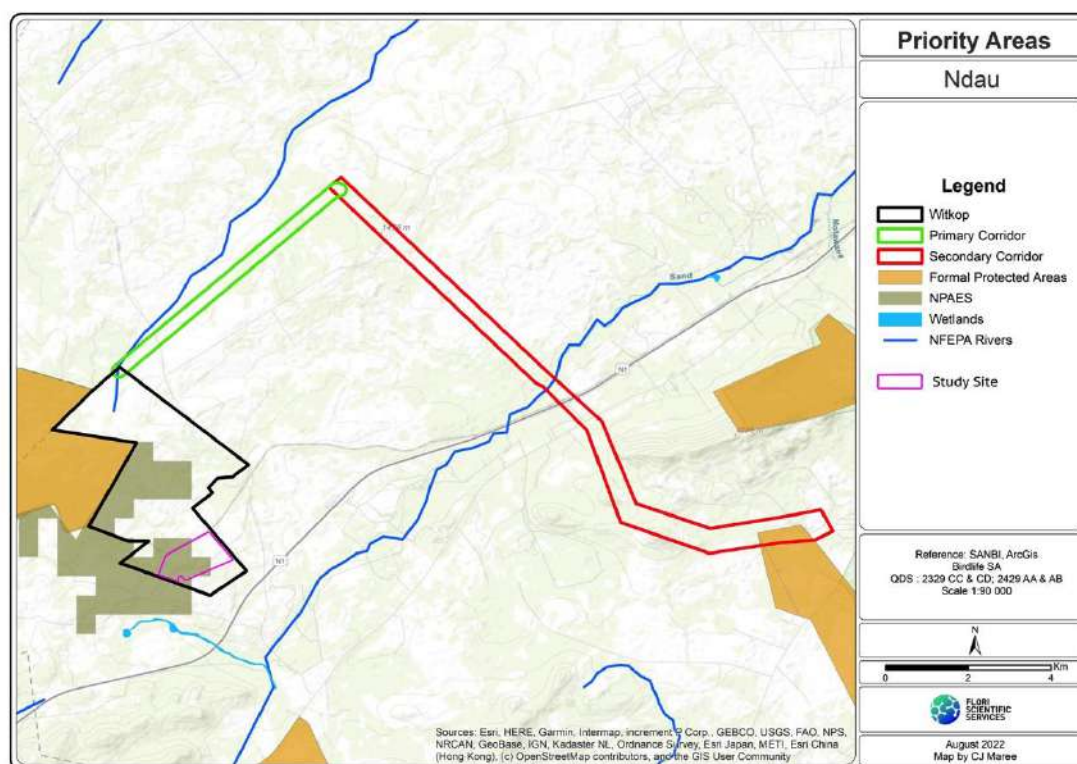 Priority Areas
Ndau
Legend
Witkop
Primary Corridor
Secondary Corridor
Formal Protected Areas
NPAES
Wetlands
NFEPA Rivers
Study Site
Reference: SANBI, ArcGis
Birdlife SA
QDS : 2329 CC & CD; 2429 AA & AB
Scale 1:90 000
N
Km
0 2 4
FLORI
SCIENTIFIC
SERVICES
August 2022
Map by CJ Maree
Sand
N1
N1
N1
Sources: Esri, HERE, Garmin, Intermap, increment P Corp., GEBCO, USGS, FAO, NPS,
NRCAN, GeoBase, IGN, Kadaster NL, Ordnance Survey, Esri Japan, METI, Esri China
(Hong Kong), (c) OpenStreetMap contributors, and the GIS User Community